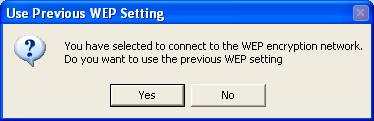 Use Previous WEP Setting
You have selected to connect to the WEP encryption network.
Do you want to use the previous WEP setting
Yes
No